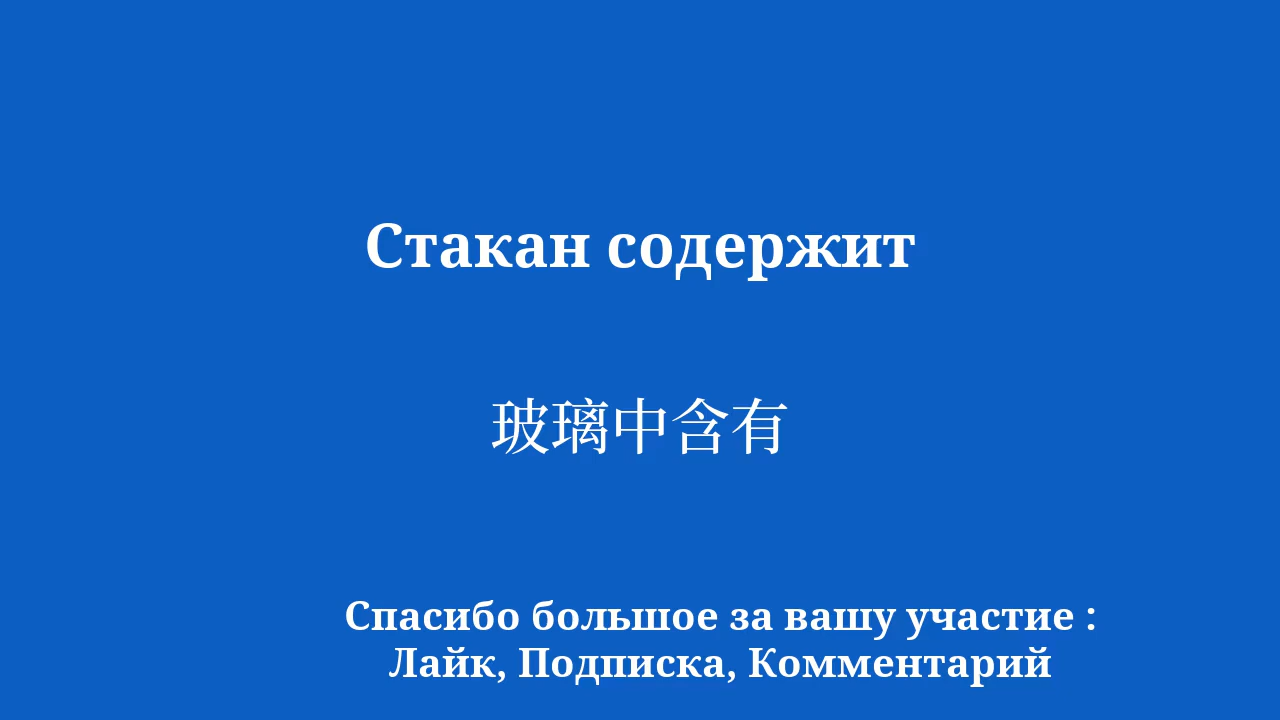 Стакан содержит
玻璃中含有
Спасибо большое за вашу участие :
Лайк, Подписка, Комментарий